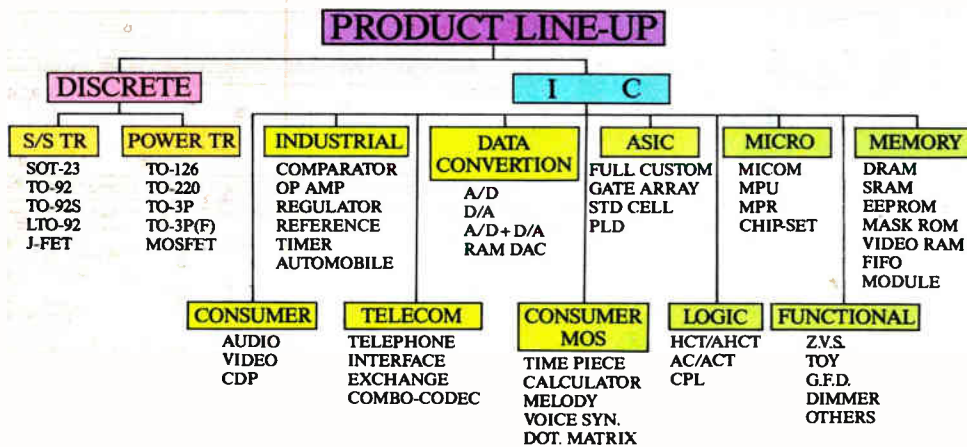 PRODUCT LINE-UP
DISCRETE
I C
S/S TR
SOT-23
TO-92
TO-92S
LTO-92
J-FET
POWER TR
TO-126
TO-220
TO-3P
TO-3P(F)
MOSFET
INDUSTRIAL
COMPARATOR
OP AMP
REGULATOR
REFERENCE
TIMER
AUTOMOBILE
DATA
CONVERTION
A/D
D/A
A/D+D/A
RAM DAC
ASIC
FULL CUSTOM
GATE ARRAY
STD CELL
PLD
MICRO
MICOM
MPU
MPR
CHIP-SET
MEMORY
DRAM
SRAM
EEPROM
MASK ROM
VIDEO RAM
FIFO
MODULE
CONSUMER
AUDIO
VIDEO
CDP
TELECOM
TELEPHONE
INTERFACE
EXCHANGE
COMBO-CODEC
CONSUMER
MOS
TIME PIECE
CALCULATOR
MELODY
VOICE SYN.
DOT. MATRIX
LOGIC
HCT/AHCT
AC/ACT
CPL
FUNCTIONAL
Z.V.S.
TOY
G.F.D.
DIMMER
OTHERS